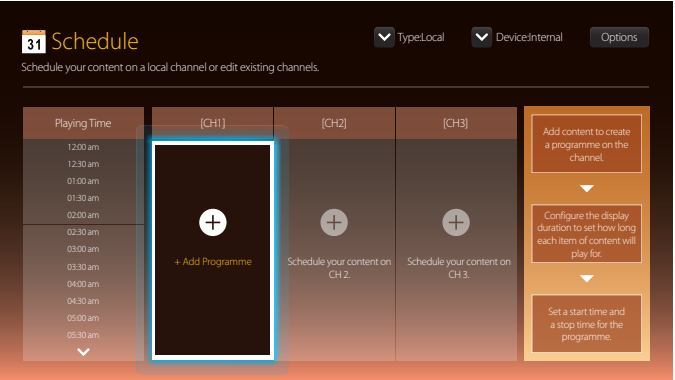 31 Schedule
Type:Local
Device:Internal
Options
Schedule your content on a local channel or edit existing channels.
Playing Time
[CH1]
[CH2]
[CH3]
12:00 am
12:30 am
01:00 am
01:30 am
02:00 am
02:30 am
03:00 am
03:30 am
04:00 am
04:30 am
05:00 am
05:30 am
+ Add Programme
Schedule your content on
CH 2.
Schedule your content on
CH 3.
Add content to create
a programme on the
channel.
Configure the display
duration to set how long
each item of content will
play for.
Set a start time and
a stop time for the
programme.